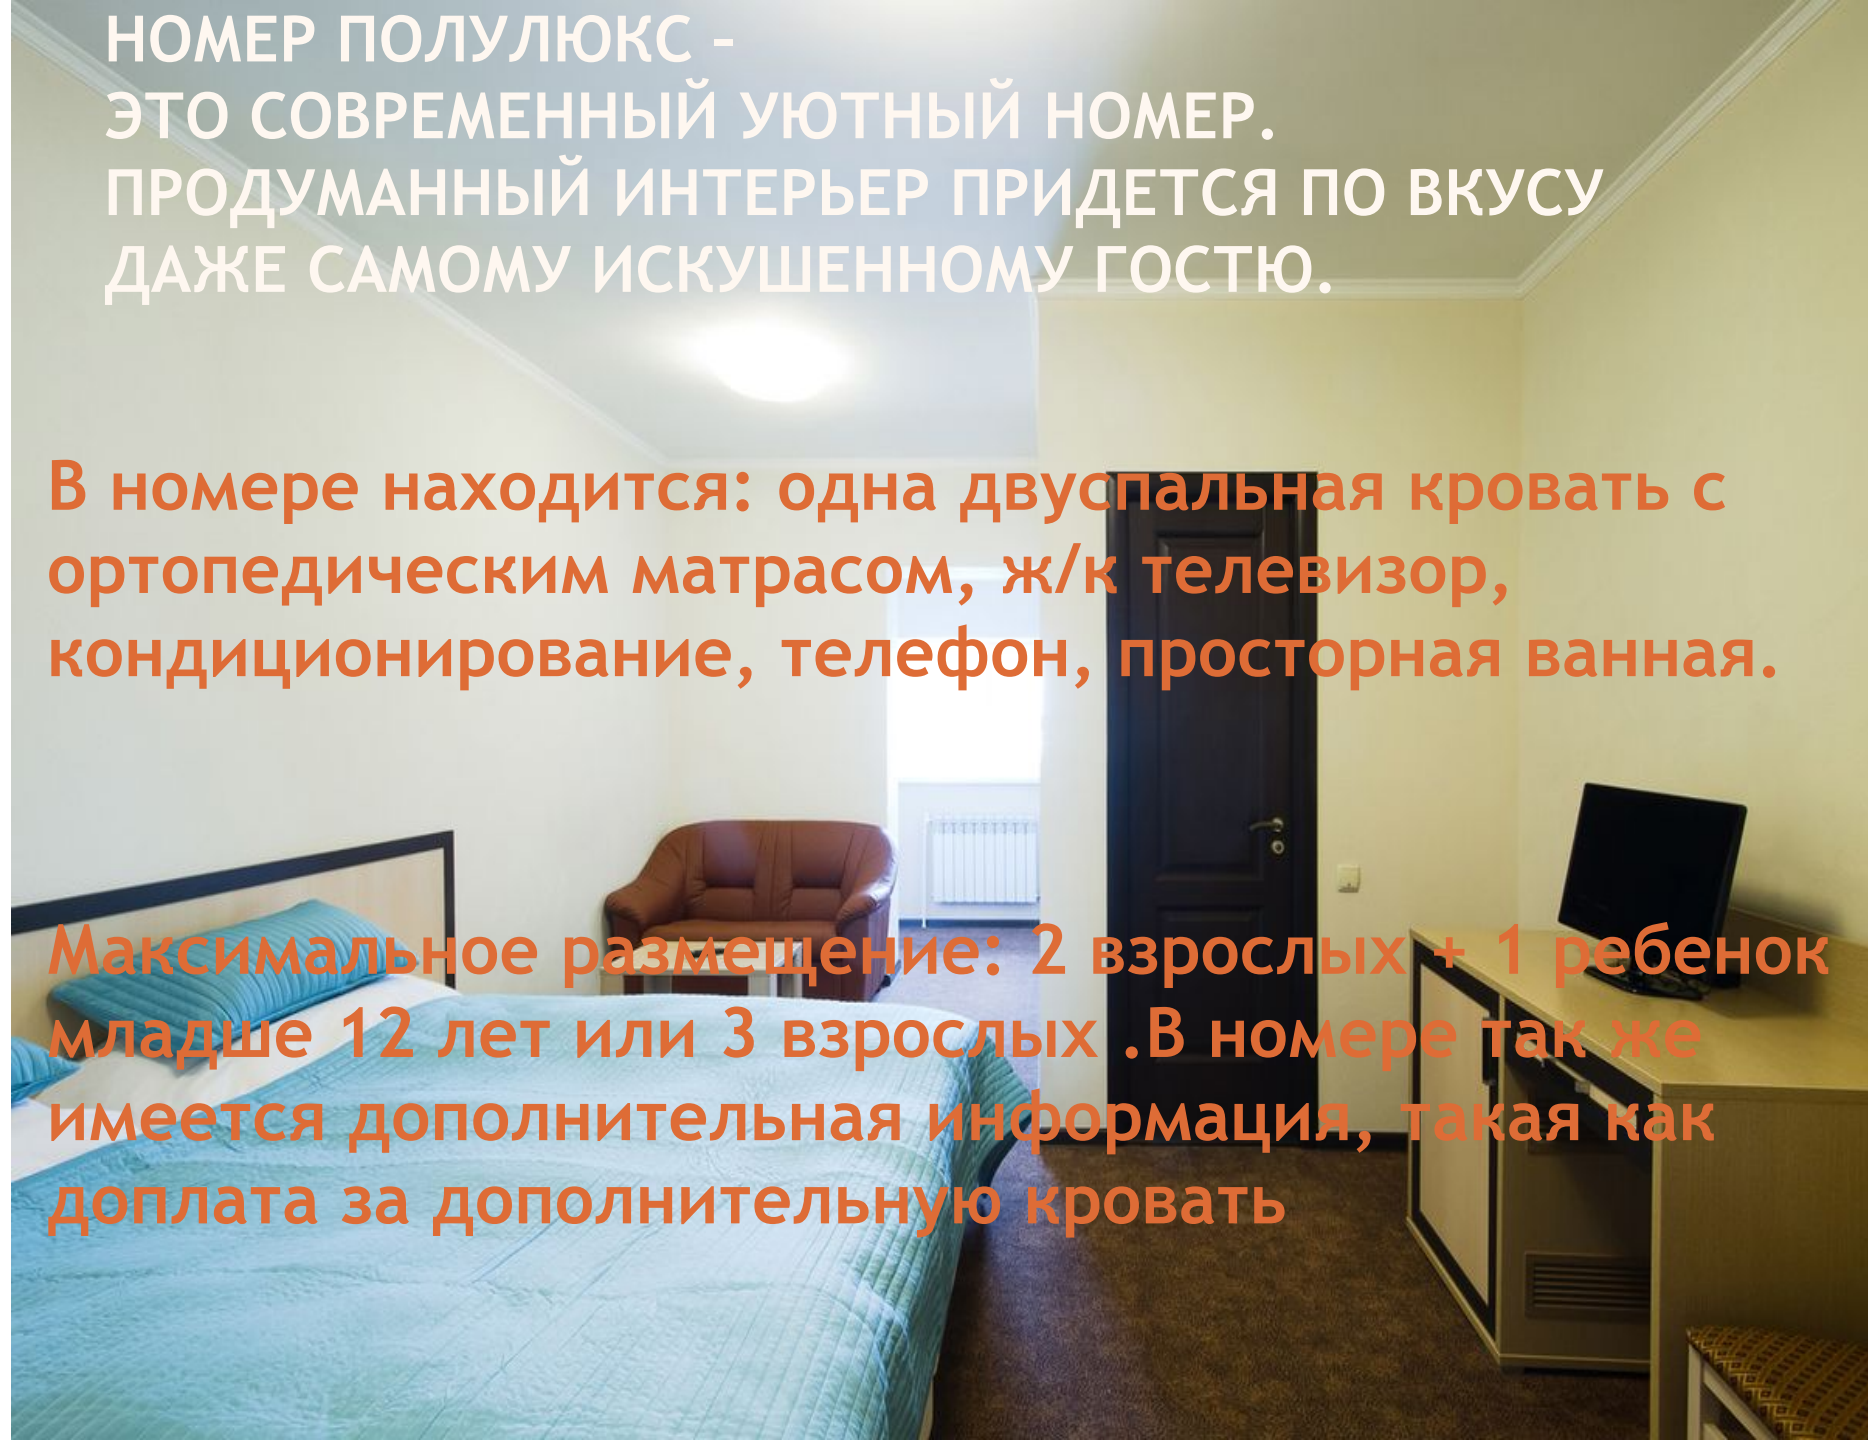 НОМЕР ПОЛУЛЮКС –
ЭТО СОВРЕМЕННЫЙ УЮТНЫЙ НОМЕР.
ПРОДУМАННЫЙ ИНТЕРЬЕР ПРИДЕТСЯ ПО ВКУСУ
ДАЖЕ САМОМУ ИСКУШЕННОМУ ГОСТЮ.
В номере находится: одна двуспальная кровать с
ортопедическим матрасом, ж/к телевизор,
кондиционирование, телефон, просторная ванная.
Максимальное размещение: 2 взрослых + 1 ребенок
младше 12 лет или 3 взрослых .В номере так же
имеется дополнительная информация, такая как
доплата за дополнительную кровать